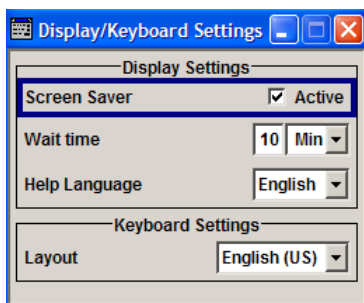 Display/Keyboard Settings
Display Settings
Screen Saver Active
Wait time 10 Min
Help Language English
Keyboard Settings
Layout English (US)